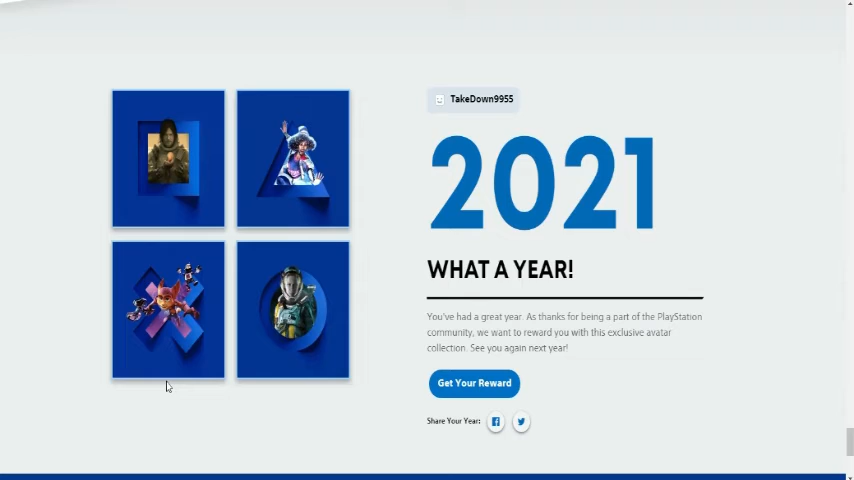 TakeDown9955
2021
WHAT A YEAR!
You've had a great year. As thanks for being a part of the PlayStation
community, we want to reward you with this exclusive avatar
collection. See you again next year!
Get Your Reward
Share Your Year: